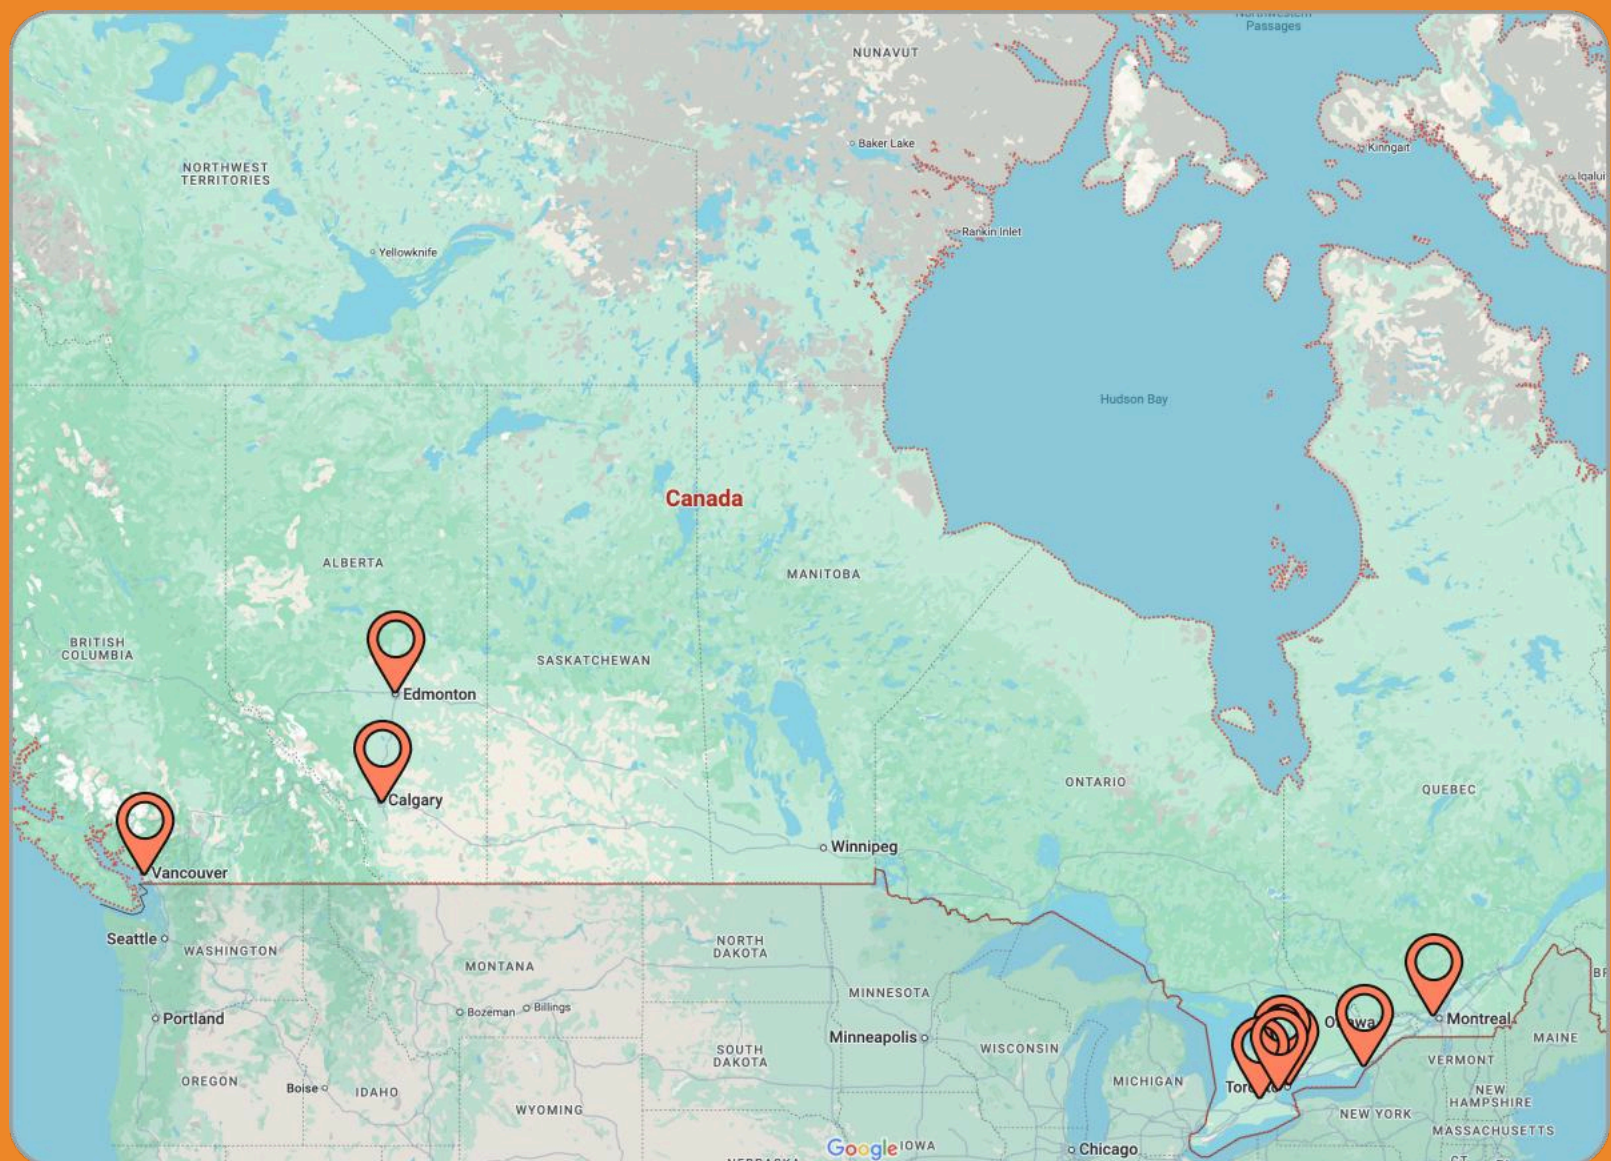 Passages
NUNAVUT
Baker Lake
Kinngait
NORTHWEST
TERRITORIES
Rankin Inlet
Yellowknife
Hudson Bay
Canada
ALBERTA
MANITOBA
BRITISH
COLUMBIA
SASKATCHEWAN
Edmonton
ONTARIO
QUEBEC
Calgary
Winnipeg
Vancouver
Seattle
WASHINGTON
NORTH
DAKOTA
MONTANA
MINNESOTA
Bozeman
Billings
Portland
Montreal
Minneapolis
MAINE
WISCONSIN
SOUTH
DAKOTA
VERMONT
OREGON
MICHIGAN
Boise
IDAHO
NEW
HAMPSHIRE
WYOMING
NEW YORK
MASSACHUSETTS
Google
IOWA
Chicago